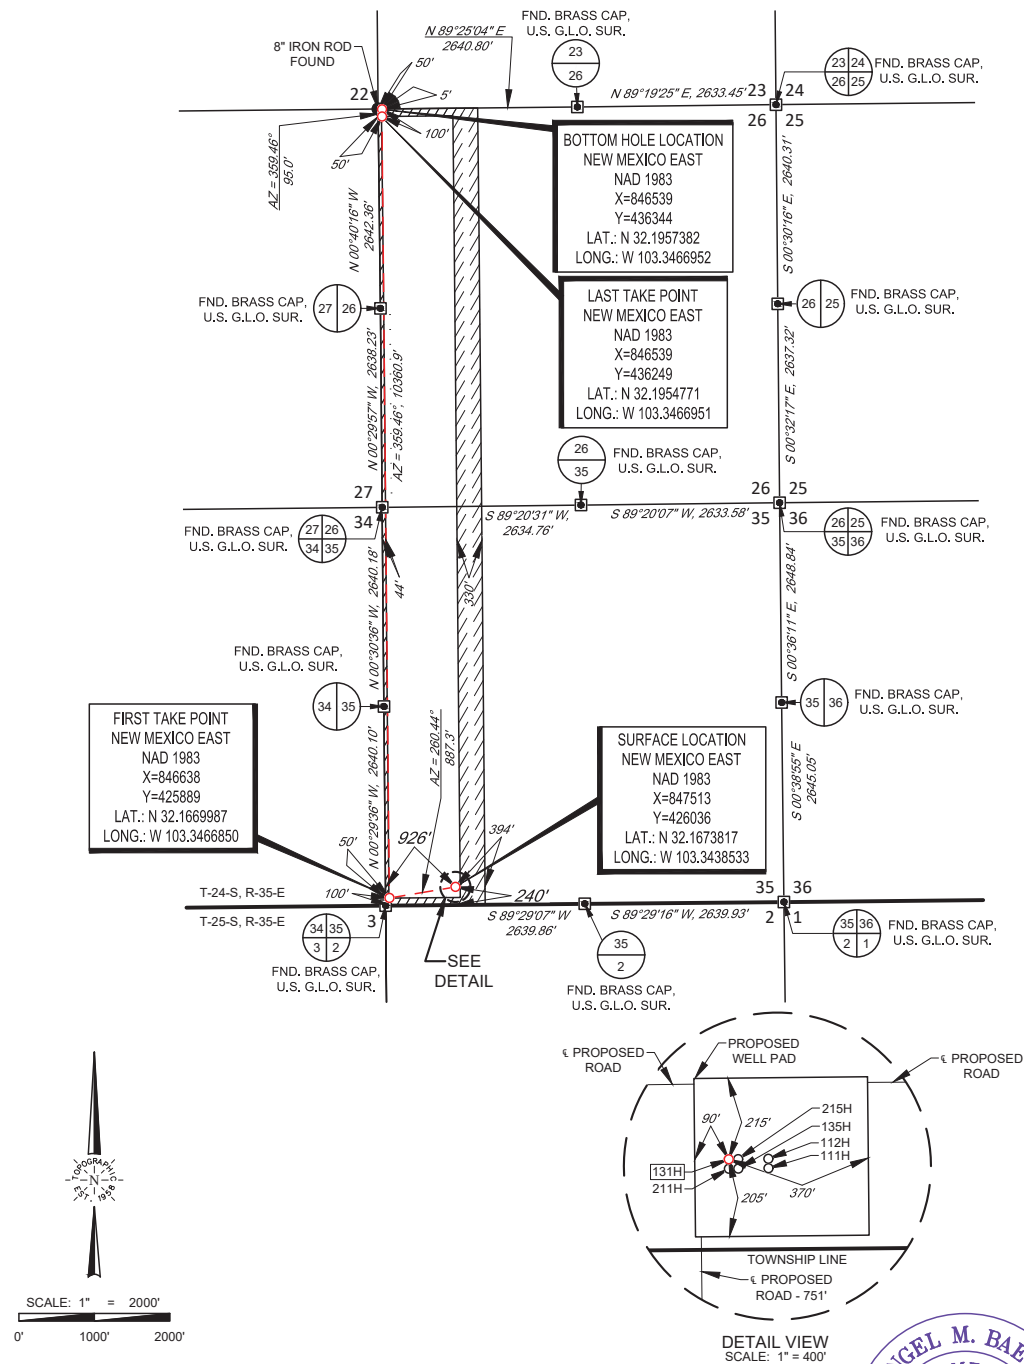 FND. BRASS CAP,
U.S. G.L.O. SUR.
23
26
N 89°25'04" E
2640.80'
8" IRON ROD
FOUND
50'
5'
22
N 89°19'25" E, 2633.45'
23 24
26 25
23 24
26 25
FND. BRASS CAP,
U.S. G.L.O. SUR.
100'
50'
AZ = 359.46°
95.0'
BOTTOM HOLE LOCATION
NEW MEXICO EAST
NAD 1983
X=846539
Y=436344
LAT.: N 32.1957382
LONG.: W 103.3466952
N 00°40'16" W
2642.36'
S 00°30'16" E, 2640.31'
LAST TAKE POINT
NEW MEXICO EAST
NAD 1983
X=846539
Y=436249
LAT.: N 32.1954771
LONG.: W 103.3466951
FND. BRASS CAP,
U.S. G.L.O. SUR.
27 26
26 25
FND. BRASS CAP,
U.S. G.L.O. SUR.
N 00°29'57" W, 2638.23'
AZ = 359.46°, 10360.9'
S 00°32'17" E, 2637.32'
26
35
FND. BRASS CAP,
U.S. G.L.O. SUR.
27
34
26 25
35 36
S 89°20'31" W,
2634.76'
S 89°20'07" W, 2633.58'
FND. BRASS CAP,
U.S. G.L.O. SUR.
27 26
34 35
26 25
35 36
FND. BRASS CAP,
U.S. G.L.O. SUR.
44'
330'
N 00°30'36" W, 2640.18'
S 00°36'11" E, 2648.84'
FND. BRASS CAP,
U.S. G.L.O. SUR.
34 35
35 36
FND. BRASS CAP,
U.S. G.L.O. SUR.
FIRST TAKE POINT
NEW MEXICO EAST
NAD 1983
X=846638
Y=425889
LAT.: N 32.1669987
LONG.: W 103.3466850
N 00°29'36" W, 2640.10'
AZ = 260.44°
887.3'
SURFACE LOCATION
NEW MEXICO EAST
NAD 1983
X=847513
Y=426036
LAT.: N 32.1673817
LONG.: W 103.3438533
S 00°38'55" E
2645.05'
50'
926'
394'
100'
240'
T-24-S, R-35-E
T-25-S, R-35-E
3
35 36
2 1
S 89°29'07" W
2639.86'
S 89°29'16" W, 2639.93'
34 35
3 2
FND. BRASS CAP,
U.S. G.L.O. SUR.
SEE
DETAIL
35
2
FND. BRASS CAP,
U.S. G.L.O. SUR.
35 36
2 1
FND. BRASS CAP,
U.S. G.L.O. SUR.
℄ PROPOSED
ROAD
PROPOSED
WELL PAD
℄ PROPOSED
ROAD
90'
215'
215H
135H
112H
111H
131H
211H
205'
370'
TOWNSHIP LINE
℄ PROPOSED
ROAD - 751'
DETAIL VIEW
SCALE: 1" = 400'
TOPOGRAPHIC
N
EST. 1958
SCALE: 1" = 2000'
0' 1000' 2000'
M.